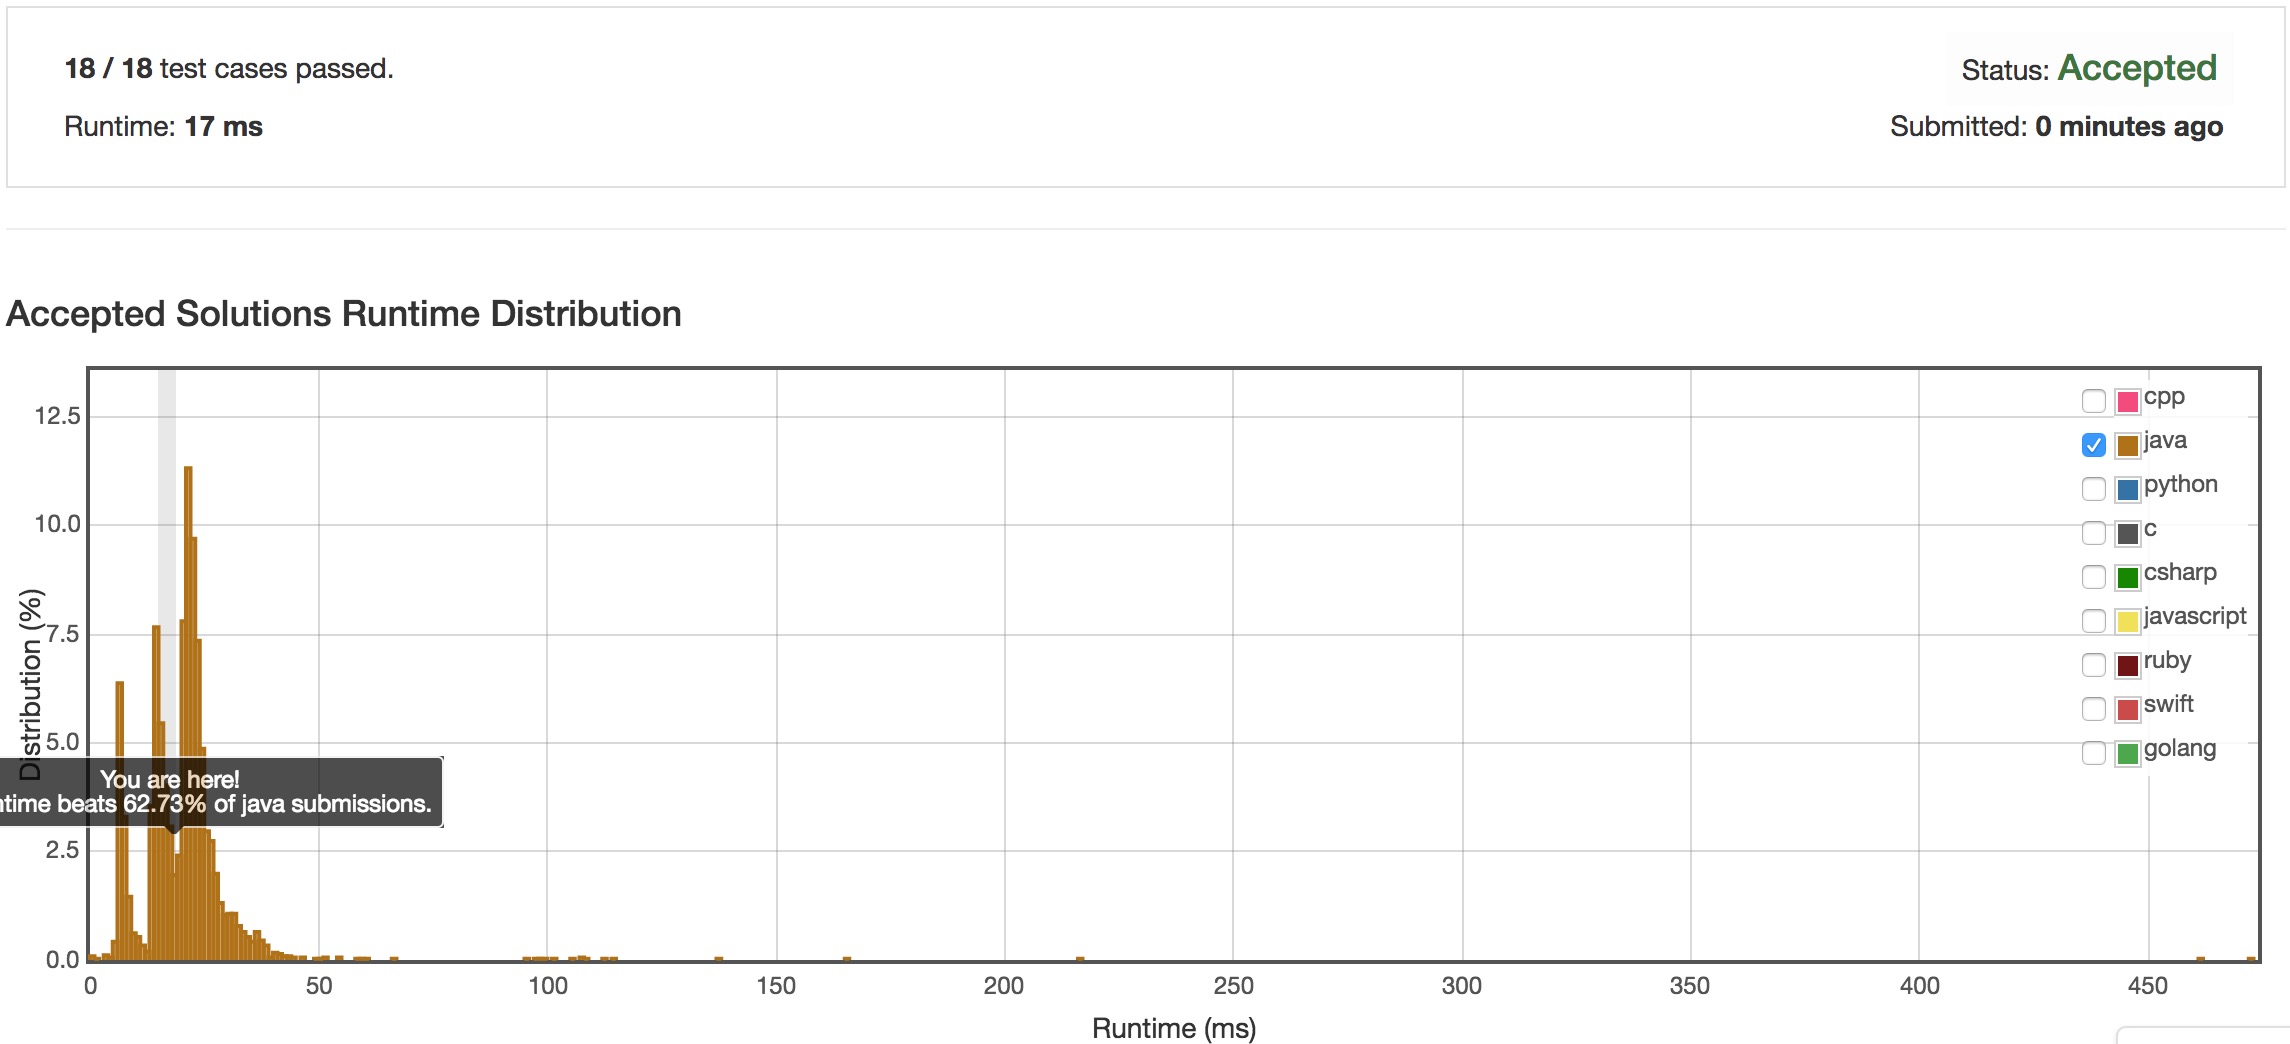 18 / 18 test cases passed.
Status: Accepted
Runtime: 17 ms
Submitted: 0 minutes ago
Accepted Solutions Runtime Distribution
Distribution (%)
12.5
10.0
7.5
5.0
2.5
0.0
You are here!
beats 62.73% of java submissions.
cpp
java
python
c
csharp
javascript
ruby
swift
golang
0 50 100 150 200 250 300 350 400 450
Runtime (ms)